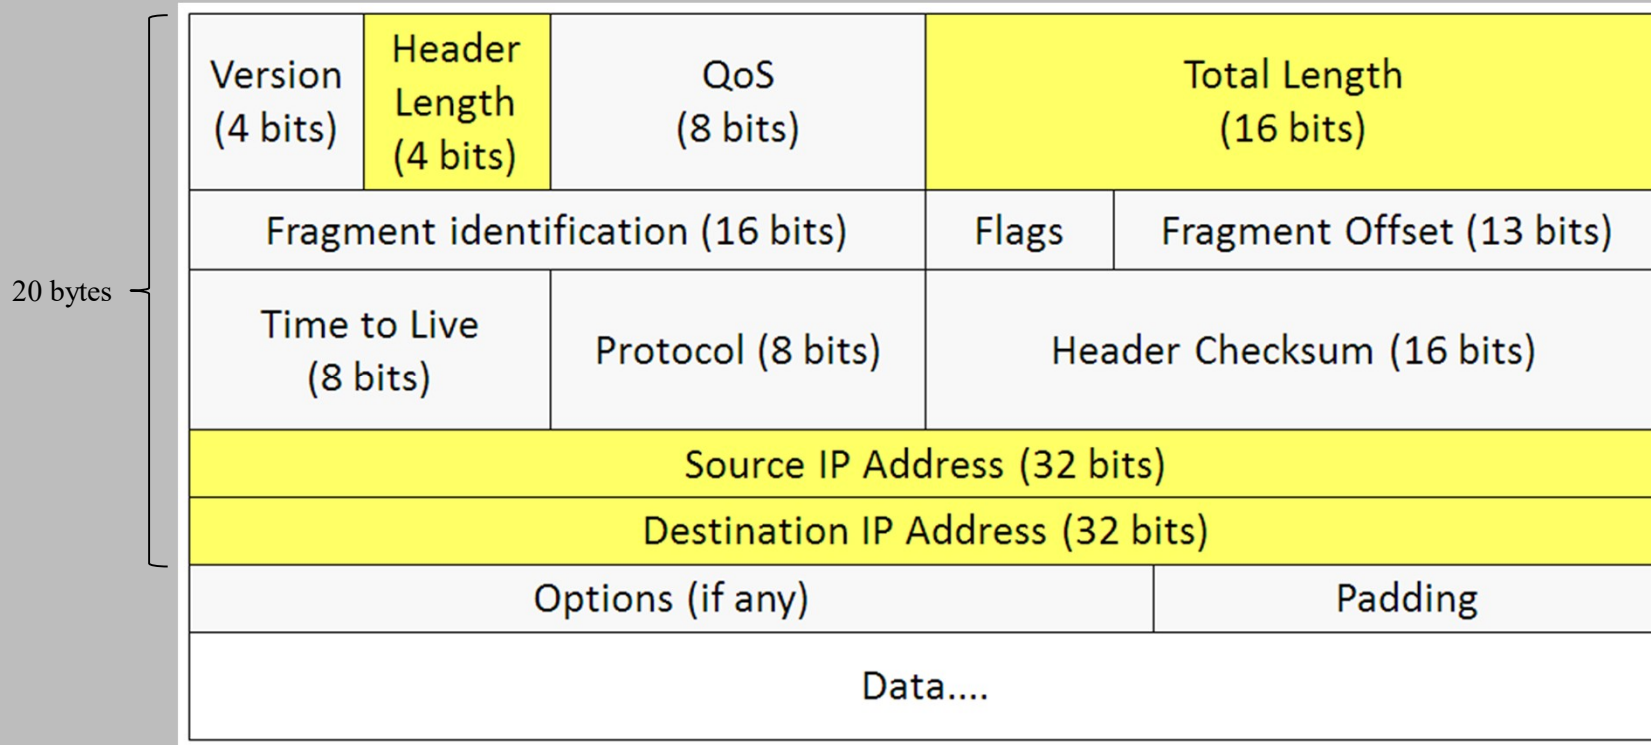 20 bytes
Version
(4 bits)
Header
Length
(4 bits)
QoS
(8 bits)
Total Length
(16 bits)
Fragment identification (16 bits)
Flags
Fragment Offset (13 bits)
Time to Live
(8 bits)
Protocol (8 bits)
Header Checksum (16 bits)
Source IP Address (32 bits)
Destination IP Address (32 bits)
Options (if any)
Padding
Data....